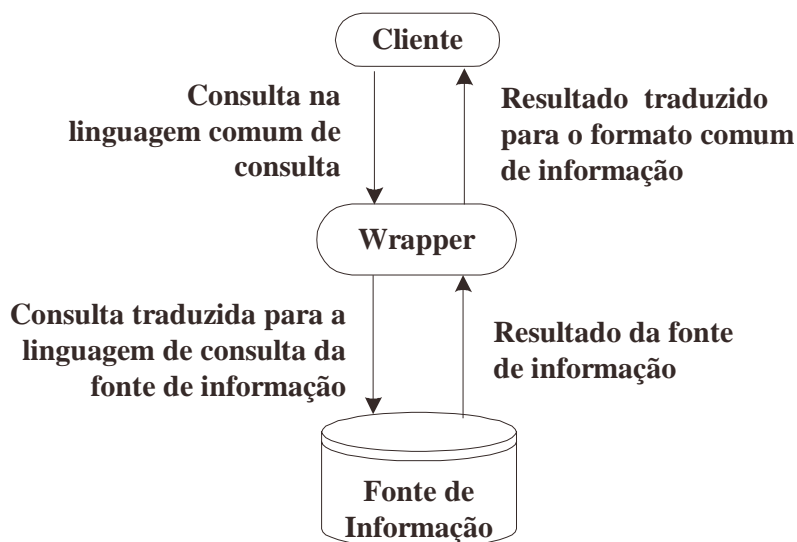 Cliente
Consulta na
linguagem comum de
consulta
Resultado traduzido
para o formato comum
de informação
Wrapper
Consulta traduzida para a
linguagem de consulta da
fonte de informação
Resultado da fonte
de informação
Fonte de
Informação